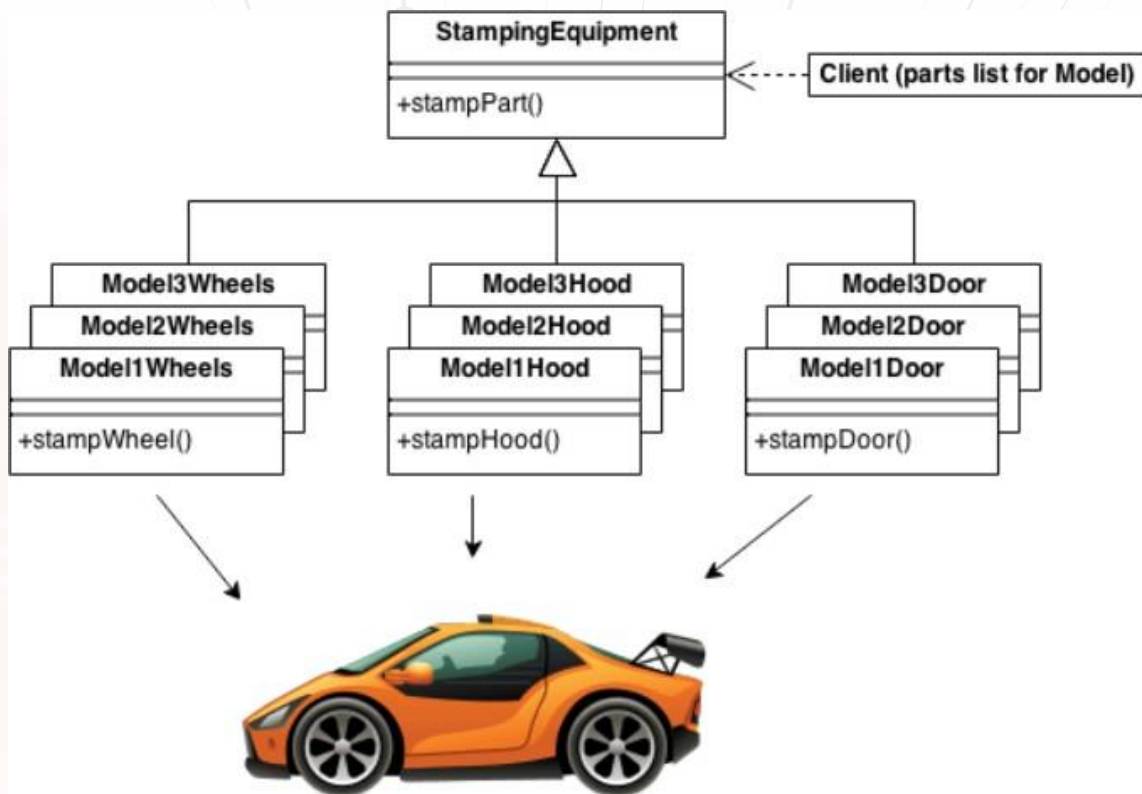 StampingEquipment
+stampPart()
Client (parts list for Model)
Model3Wheels
Model2Wheels
Model1Wheels
+stampWheel()
Model3Hood
Model2Hood
Model1Hood
+stampHood()
Model3Door
Model2Door
Model1Door
+stampDoor()